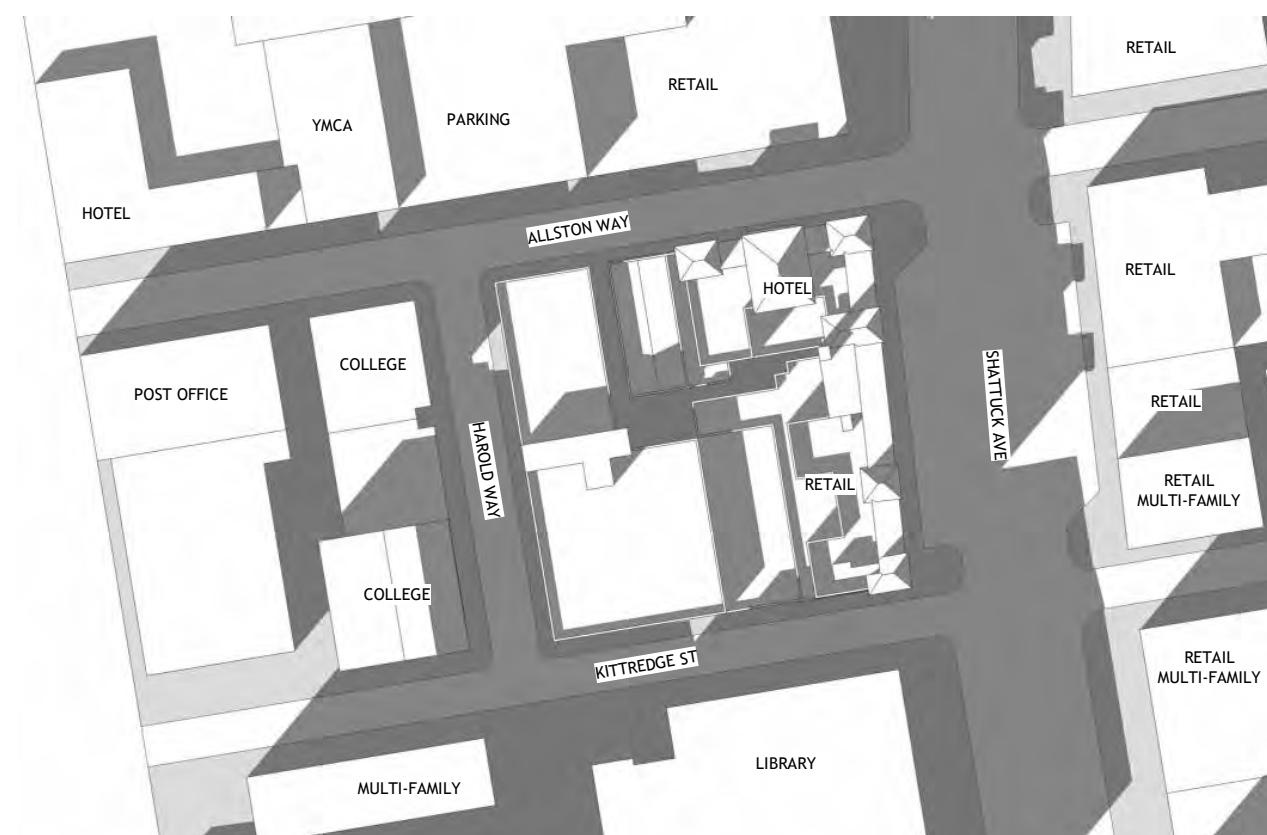 RETAIL
RETAIL
PARKING
YMCA
HOTEL
ALLSTON WAY
RETAIL
HOTEL
COLLEGE
POST OFFICE
SHATTUCK AVE
RETAIL
HAROLD WAY
RETAIL
RETAIL
MULTI-FAMILY
COLLEGE
KITTREDGE ST
RETAIL
MULTI-FAMILY
LIBRARY
MULTI-FAMILY